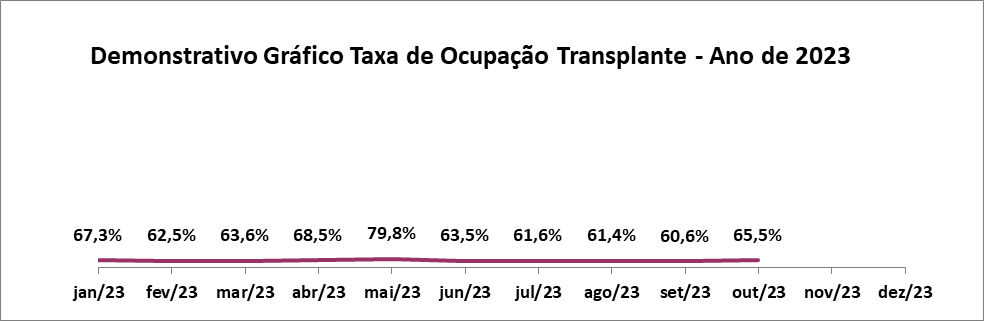 Demonstrativo Gráfico Taxa de Ocupação Transplante - Ano de 2023
67,3% 62,5% 63,6% 68,5% 79,8% 63,5% 61,6% 61,4% 60,6% 65,5%
jan/23 fev/23 mar/23 abr/23 mai/23 jun/23 jul/23 ago/23 set/23 out/23 nov/23 dez/23